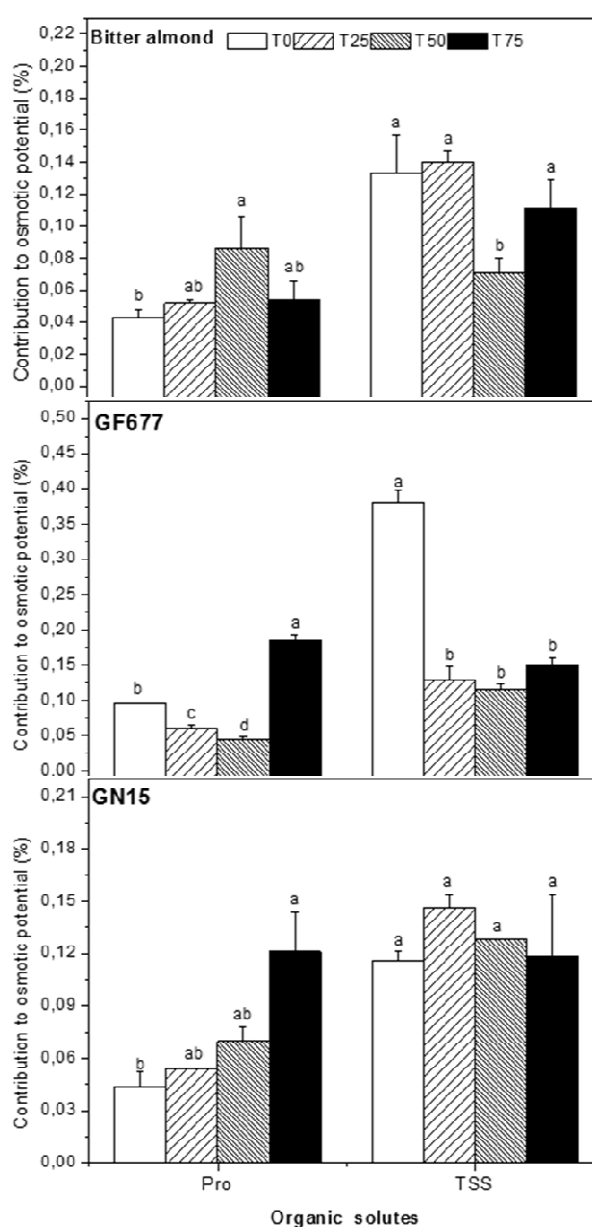 Bitter almond T0 T25 T50 T75
Contribution to osmotic potential (%)
0,22
0,20
0,18
0,16
0,14
0,12
0,10
0,08
0,06
0,04
0,02
0,00
b
ab
a
ab
a
a
b
a
GF677
Contribution to osmotic potential (%)
0,50
0,45
0,40
0,35
0,30
0,25
0,20
0,15
0,10
0,05
0,00
b
c
d
a
a
b
b
b
GN15
Contribution to osmotic potential (%)
0,21
0,18
0,15
0,12
0,09
0,06
0,03
0,00
b
ab
ab
a
a
a
a
a
Pro TSS
Organic solutes